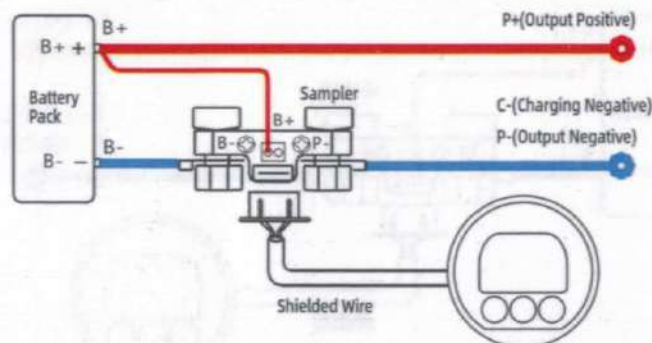 B+
P+(Output Positive)
B+ +
Battery
Pack
Sampler
B+
B-
P-
C-(Charging Negative)
P-(Output Negative)
B- −
B-
Shielded Wire